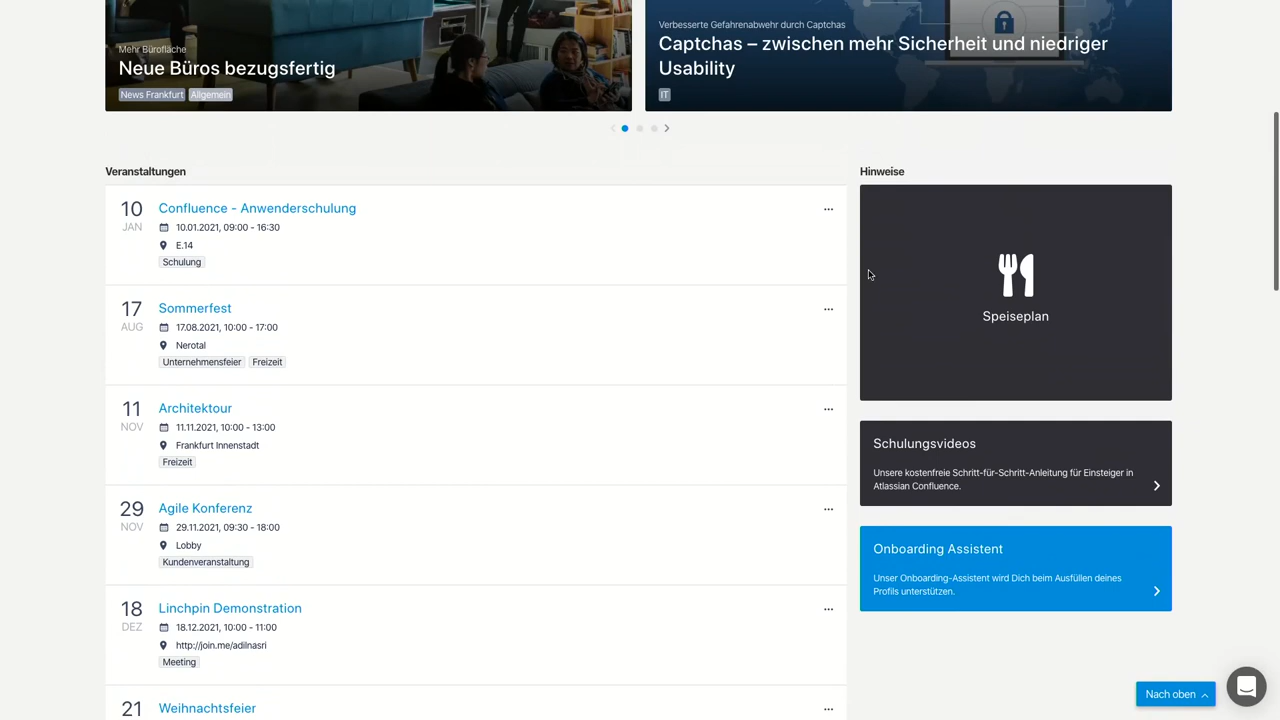 Mehr Bürofläche
Neue Büros bezugsfertig
News Frankfurt Allgemein
Verbesserte Gefahrenabwehr durch Captchas
Captchas – zwischen mehr Sicherheit und niedriger
Usability
IT
Veranstaltungen
10
JAN
Confluence - Anwenderschulung
10.01.2021, 09:00 - 16:30
E.14
Schulung
17
AUG
Sommerfest
17.08.2021, 10:00 - 17:00
Nerotal
Unternehmensfeier Freizeit
11
NOV
Architektour
11.11.2021, 10:00 - 13:00
Frankfurt Innenstadt
Freizeit
29
NOV
Agile Konferenz
29.11.2021, 09:30 - 18:00
Lobby
Kundenveranstaltung
18
DEZ
Linchpin Demonstration
18.12.2021, 10:00 - 11:00
http://join.me/adilnasri
Meeting
21
Weihnachtsfeier
Hinweise
Speiseplan
Schulungsvideos
Unsere kostenfreie Schritt-für-Schritt-Anleitung für Einsteiger in
Atlassian Confluence.
Onboarding Assistent
Unser Onboarding-Assistent wird Dich beim Ausfüllen deines
Profils unterstützen.
Nach oben